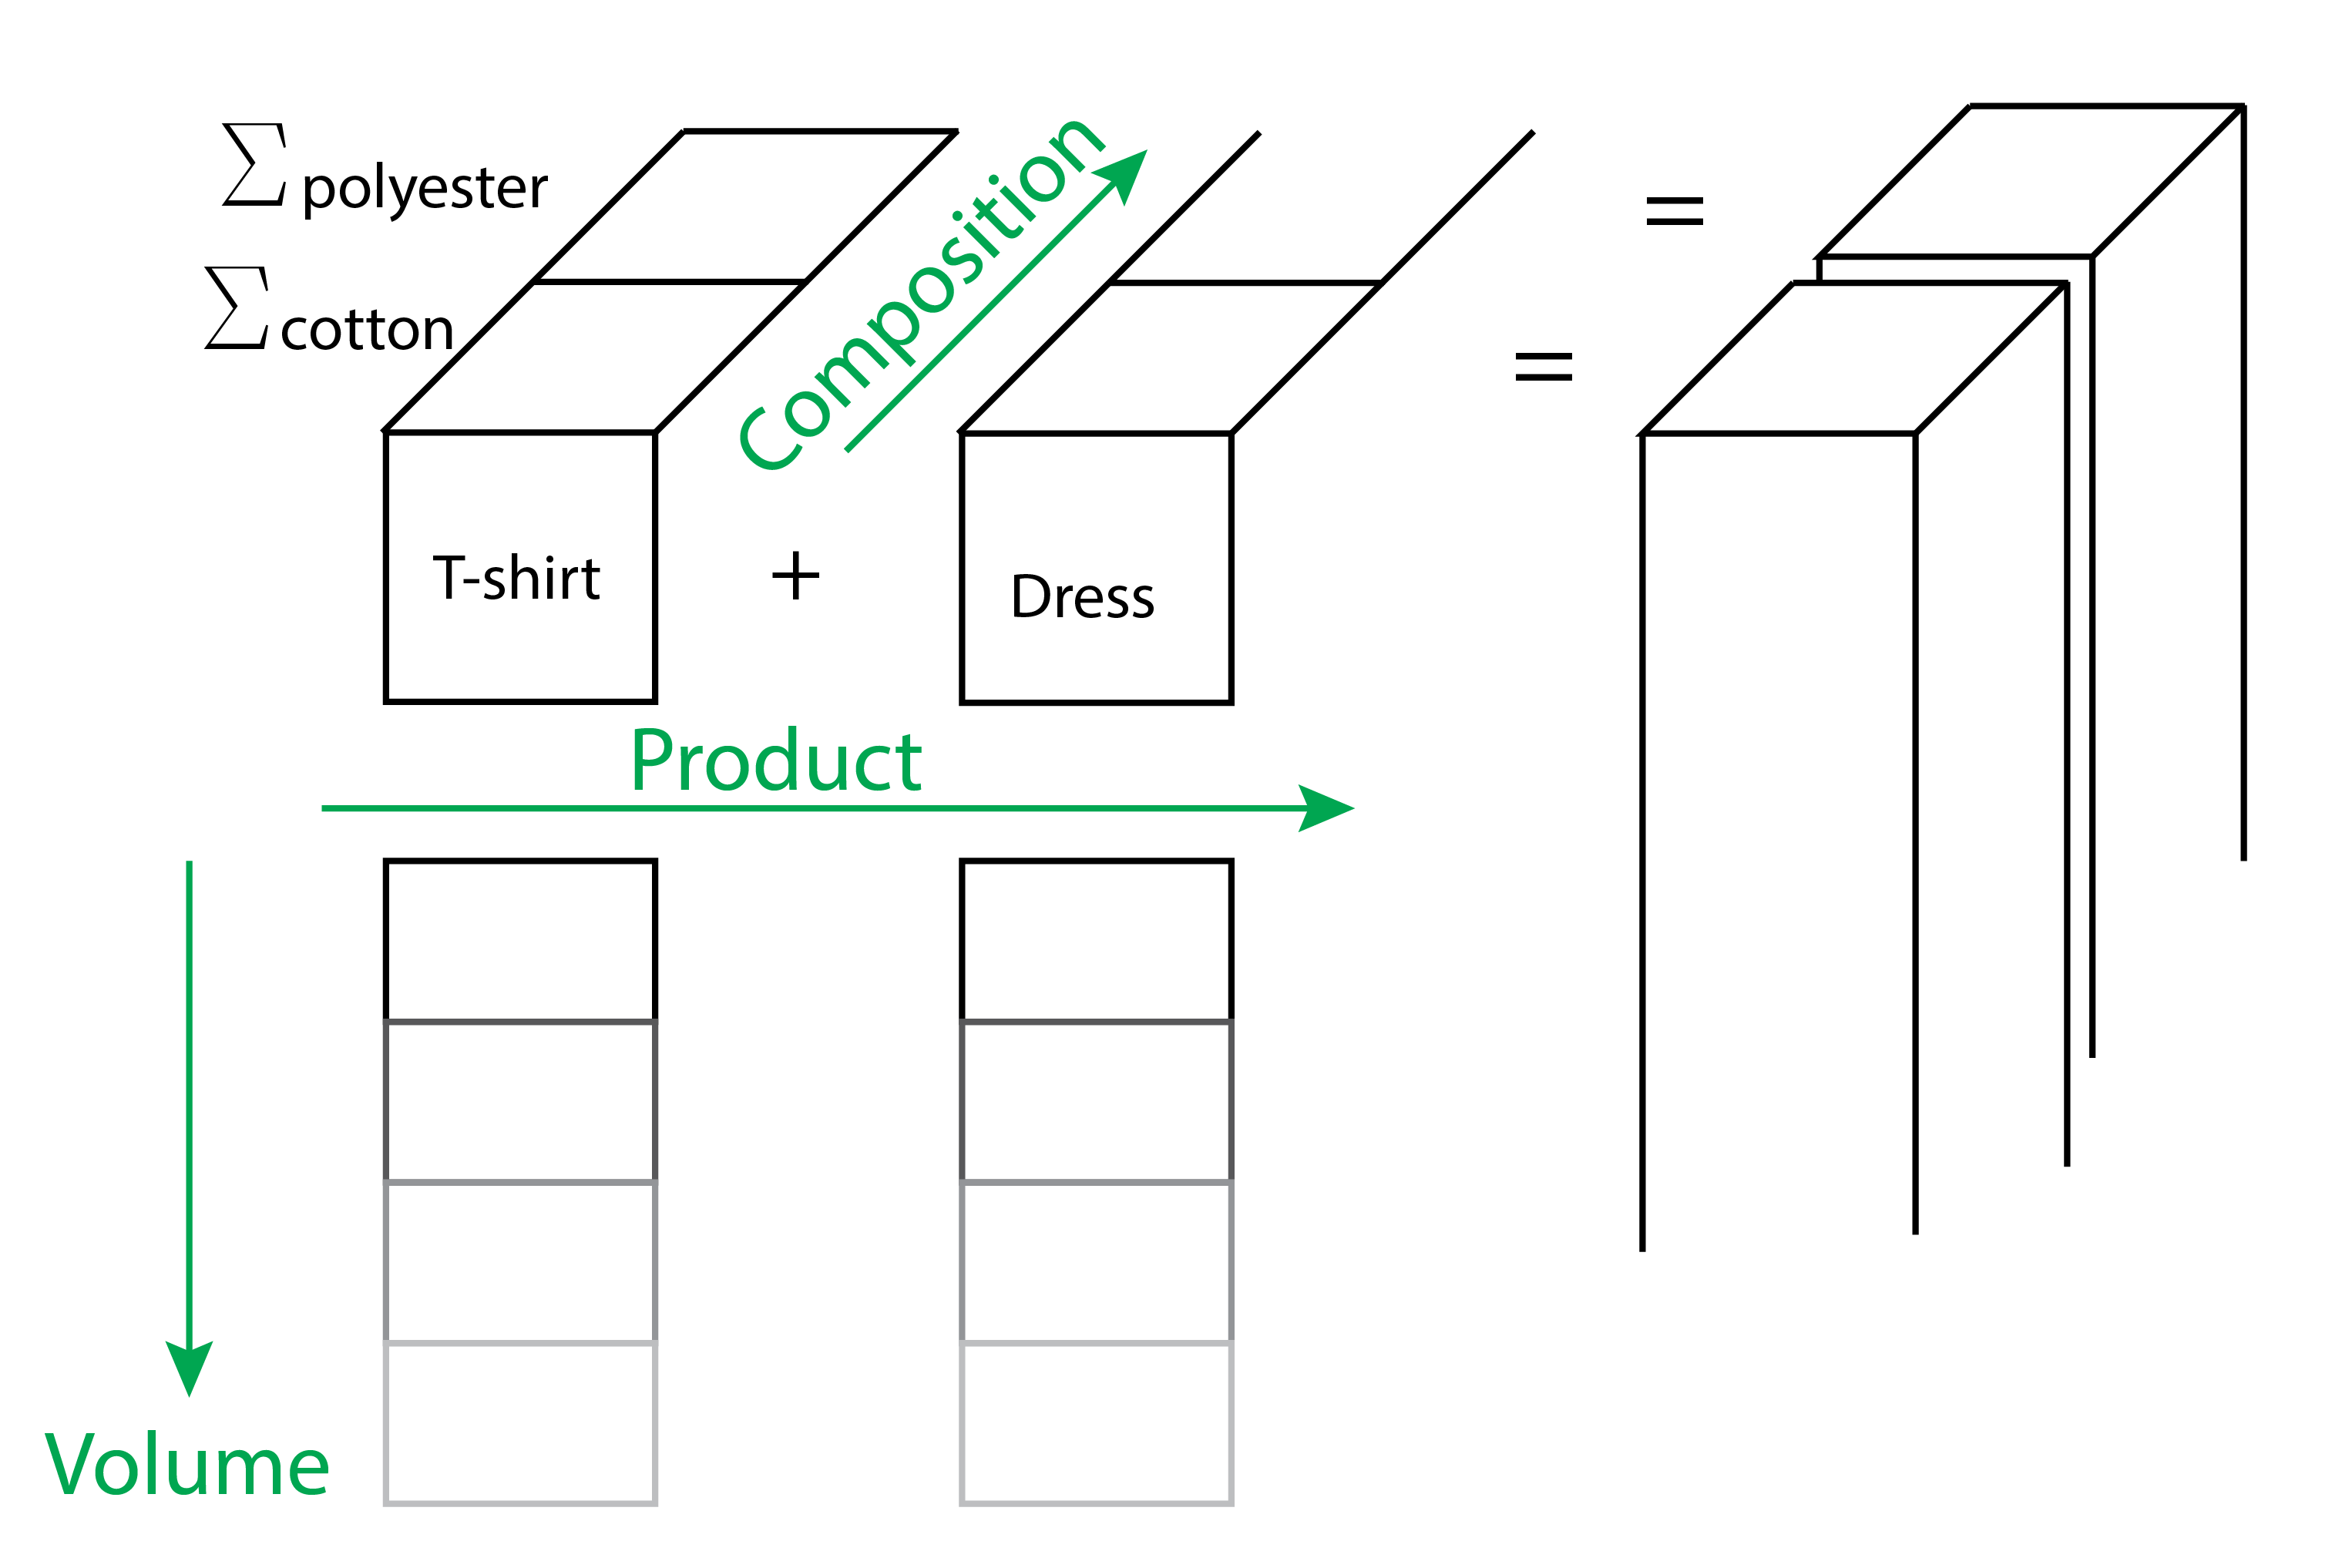 ∑ polyester
∑ cotton
=
=
Composition
T-shirt
+
Dress
Product
Volume